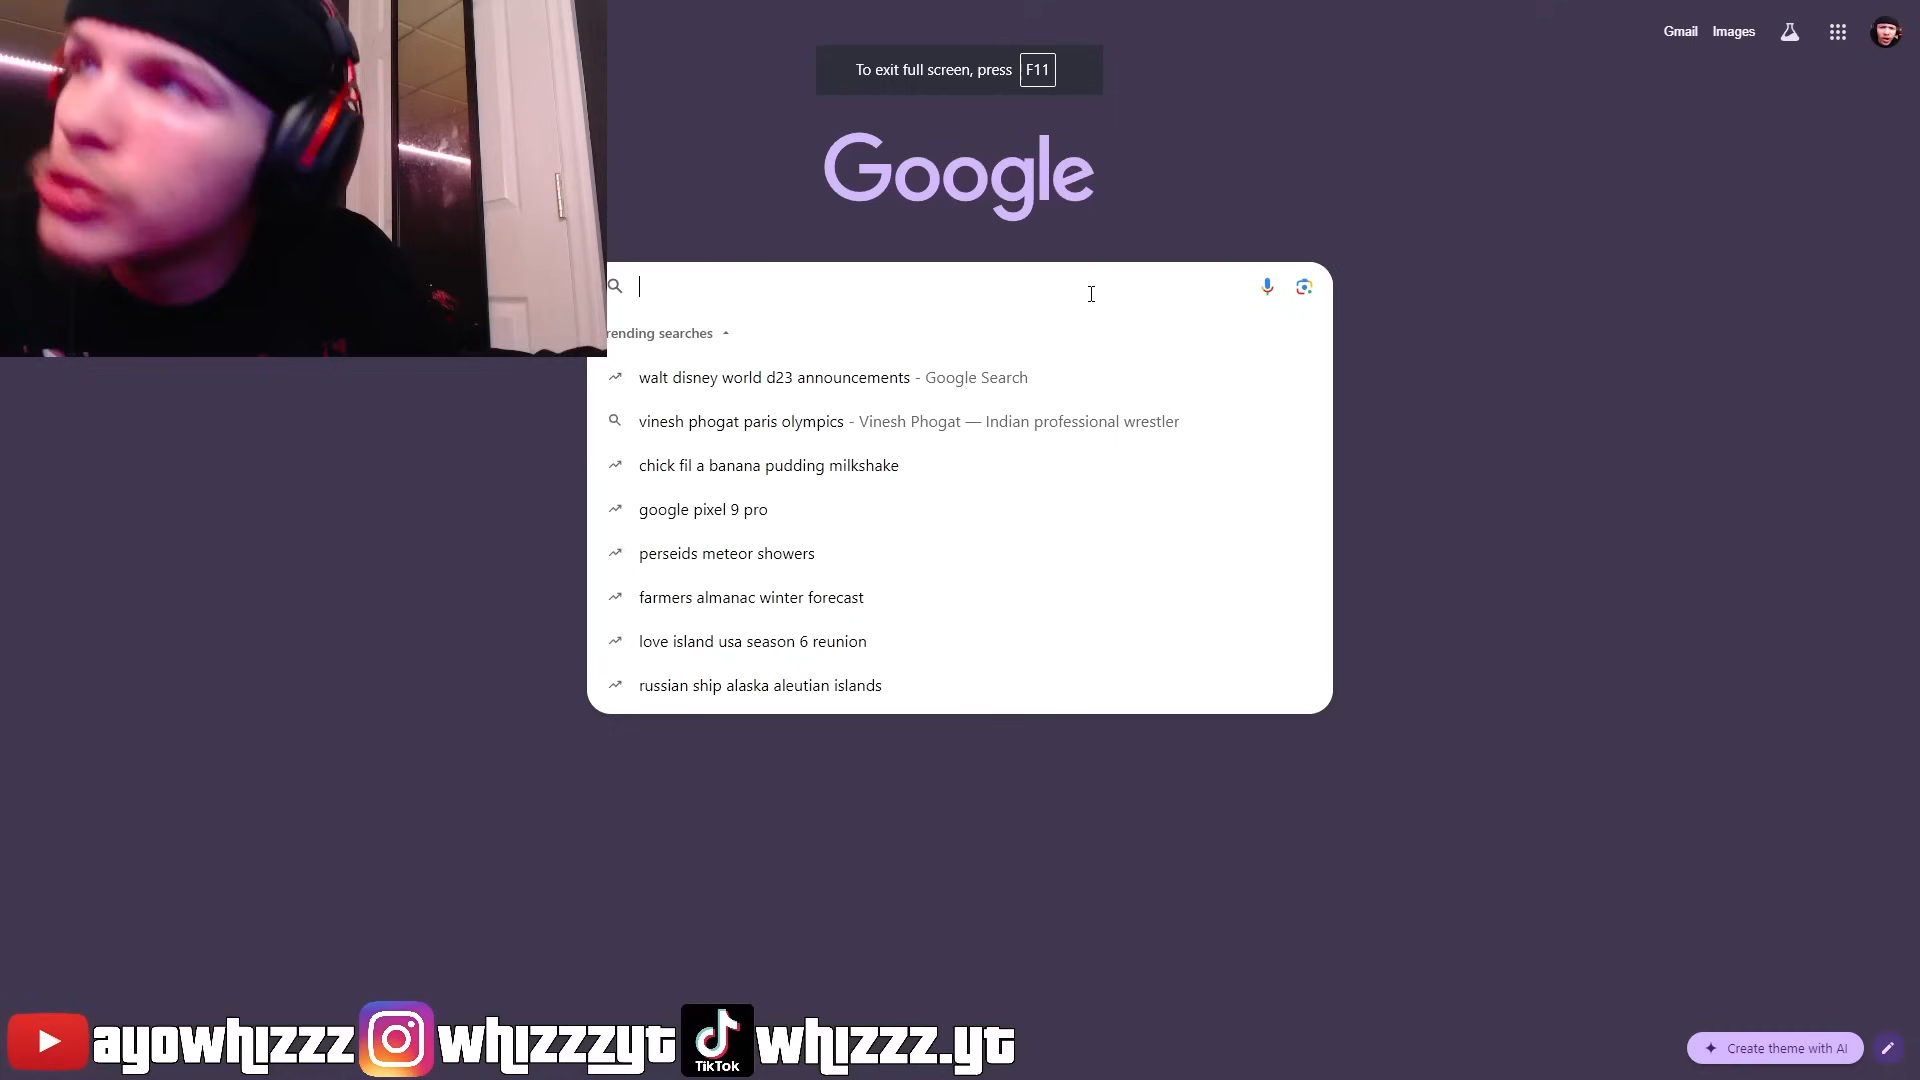 Gmail Images
To exit full screen, press F11
Google
rending searches
walt disney world d23 announcements - Google Search
vinesh phogat paris olympics - Vinesh Phogat — Indian professional wrestler
chick fil a banana pudding milkshake
google pixel 9 pro
perseids meteor showers
farmers almanac winter forecast
love island usa season 6 reunion
russian ship alaska aleutian islands
ayowhizzz whizzzyt TikTok whizzz.yt
Create theme with AI